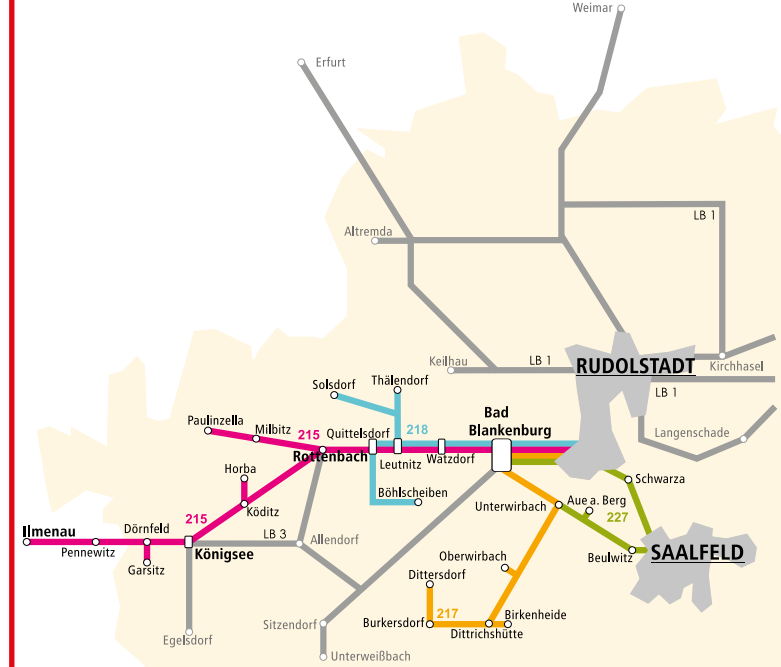 Weimar
Erfurt
LB 1
Altremda
Keilhau
LB 1
RUDOLSTADT
Kirchhasel
Solsdorf
Thälendorf
LB 1
Paulinzella
Milbitz
215
Quittelsdorf
218
Bad
Blankenburg
Langenschade
Rottenbach
Leutnitz
Watzdorf
Horba
Köditz
Böhlscheiben
Unterwirbach
Aue a. Berg
Schwarza
227
Ilmenau
Dörnfeld
215
Pennewitz
Königsee
LB 3
Allendorf
Garsitz
Oberwirbach
Beulwitz
SAALFELD
Dittersdorf
217
Birkenheide
Egelsdorf
Sitzendorf
Burkersdorf
Dittrichshütte
Unterweißbach